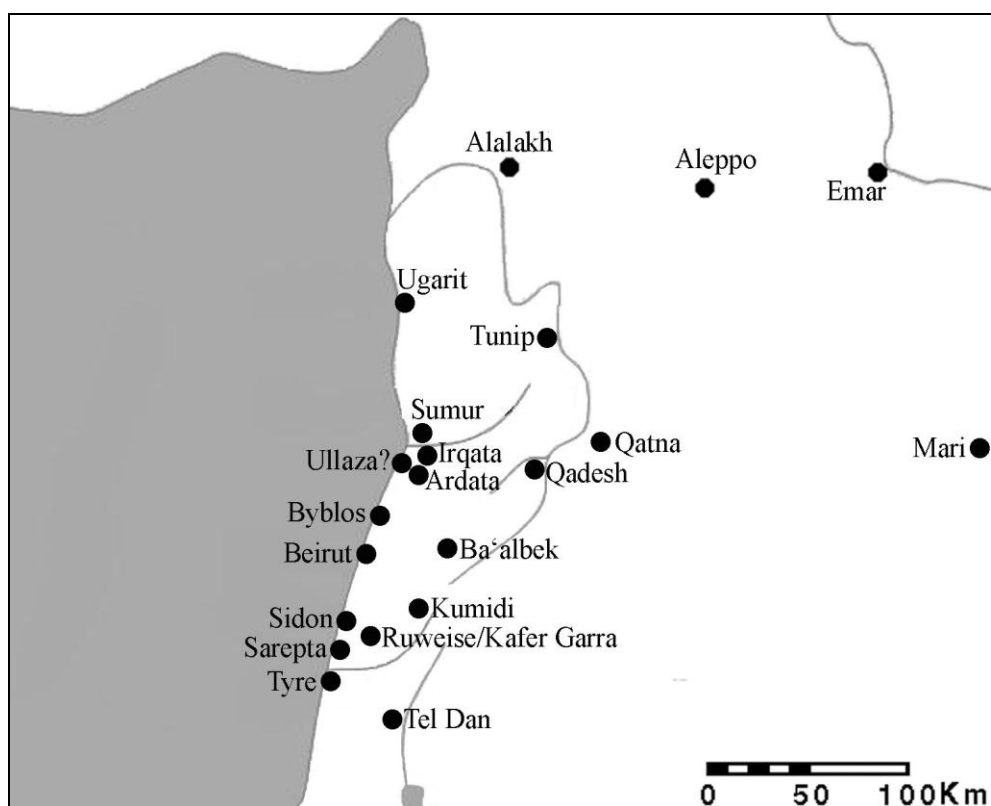 Alalakh
Aleppo
Emar
Ugarit
Tunip
Sumur
Irqata
Qatna
Mari
Ullaza?
Ardata
Qadesh
Byblos
Beirut
Ba‘albek
Kumidi
Sidon
Ruweise/Kafer Garra
Sarepta
Tyre
Tel Dan
0 50 100Km